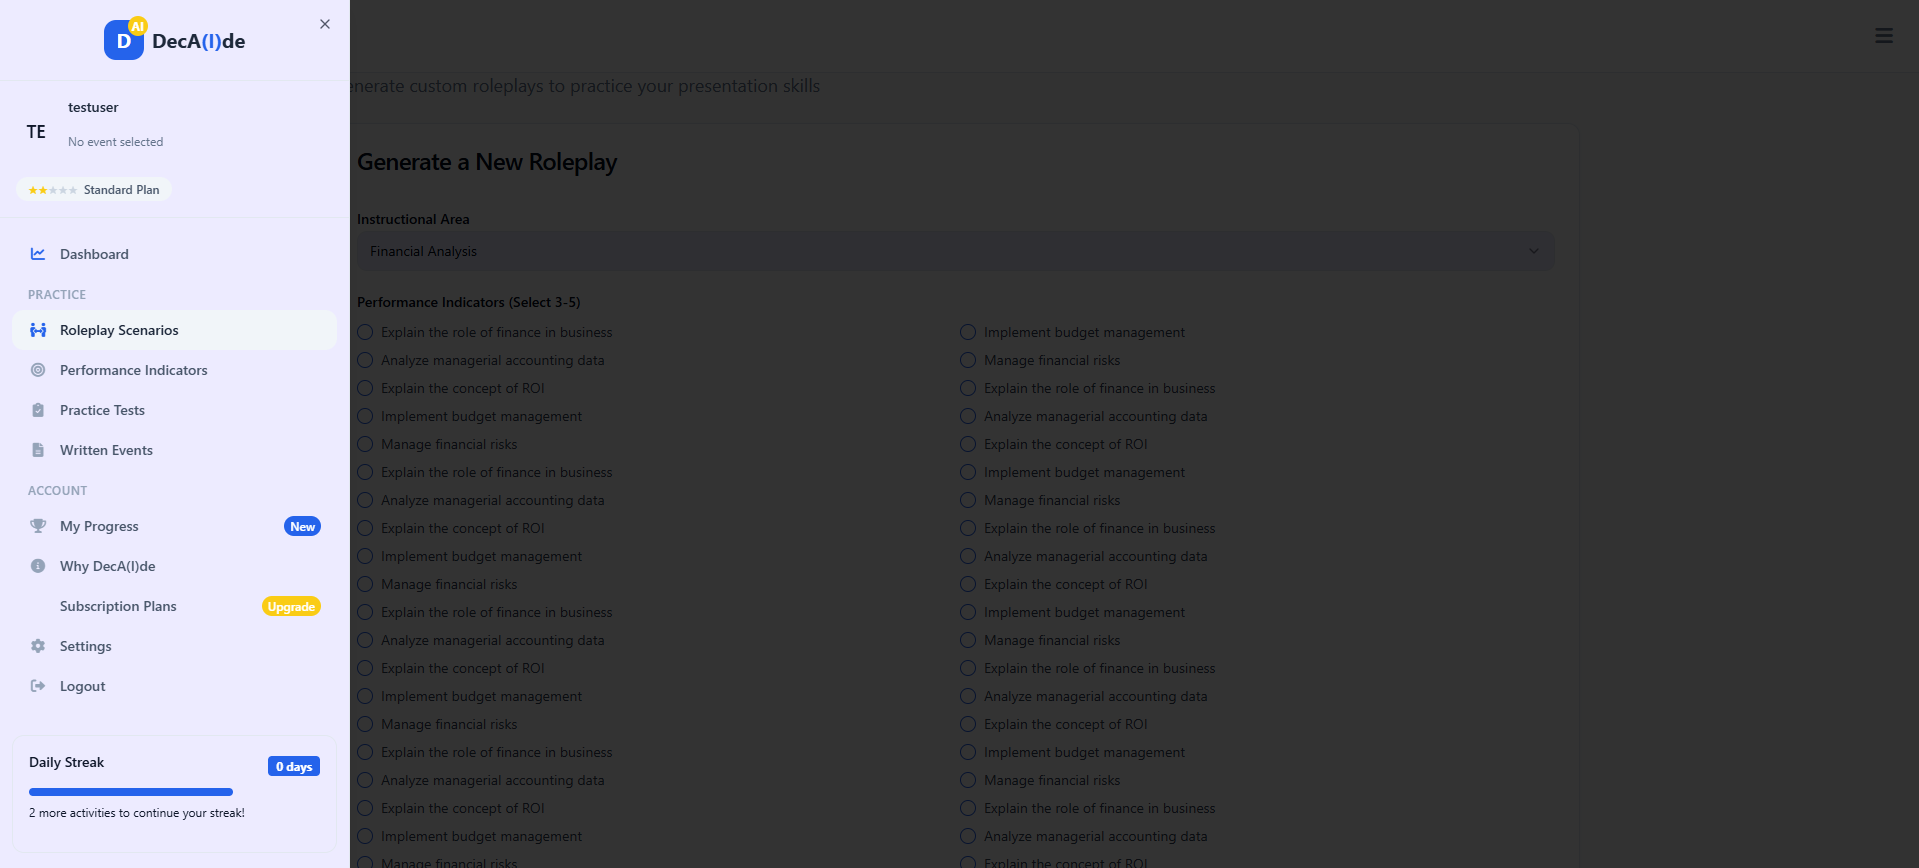 D
AI
DecA(I)de
testuser
TE
No event selected
Standard Plan
Dashboard
PRACTICE
Roleplay Scenarios
Performance Indicators
Practice Tests
Written Events
ACCOUNT
My Progress
New
Why DecA(I)de
Subscription Plans
Upgrade
Settings
Logout
Daily Streak
0 days
2 more activities to continue your streak!
enerate custom roleplays to practice your presentation skills
Generate a New Roleplay
Instructional Area
Financial Analysis
Performance Indicators (Select 3-5)
Explain the role of finance in business
Implement budget management
Analyze managerial accounting data
Manage financial risks
Explain the concept of ROI
Explain the role of finance in business
Implement budget management
Analyze managerial accounting data
Manage financial risks
Explain the concept of ROI
Explain the role of finance in business
Implement budget management
Analyze managerial accounting data
Manage financial risks
Explain the concept of ROI
Explain the role of finance in business
Implement budget management
Analyze managerial accounting data
Manage financial risks
Explain the concept of ROI
Explain the role of finance in business
Implement budget management
Analyze managerial accounting data
Manage financial risks
Explain the concept of ROI
Explain the role of finance in business
Implement budget management
Analyze managerial accounting data
Manage financial risks
Explain the concept of ROI
Explain the role of finance in business
Implement budget management
Analyze managerial accounting data
Manage financial risks
Explain the concept of ROI
Explain the role of finance in business
Implement budget management
Analyze managerial accounting data
Manage financial risks
Explain the concept of ROI